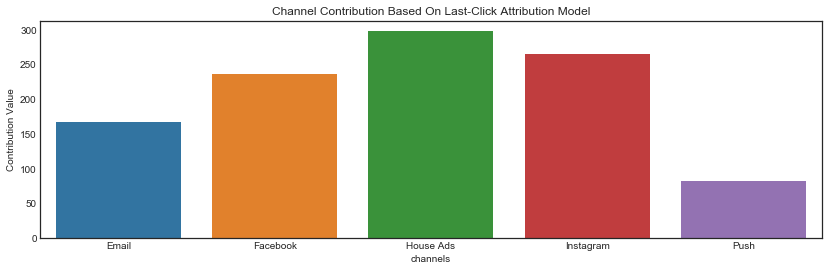 Channel Contribution Based On Last-Click Attribution Model
Contribution Value
300
250
200
150
100
50
0
Email Facebook House Ads Instagram Push
channels